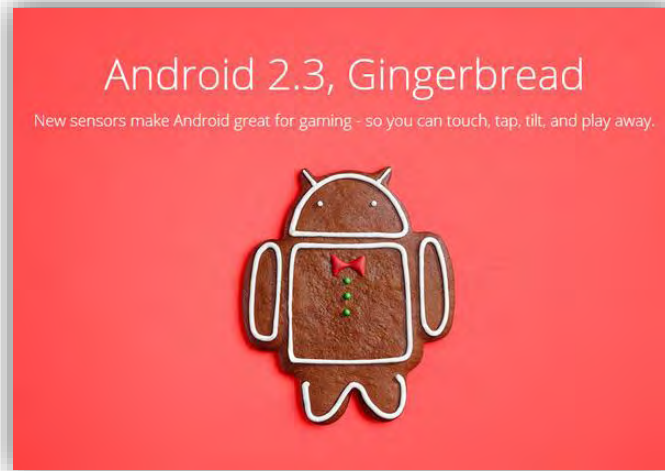 Android 2.3, Gingerbread
New sensors make Android great for gaming - so you can touch, tap, tilt, and play away.